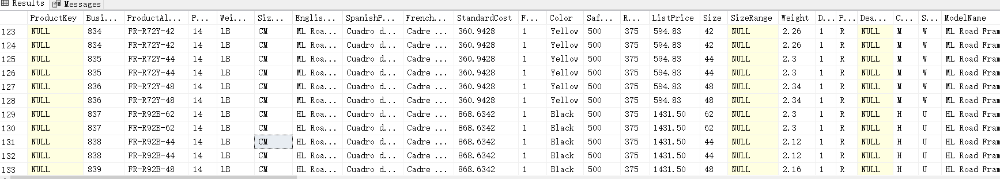 Results Messages
ProductKey Busi... ProductAl... P... Wei... Siz... Englis... SpanishP... French... StandardCost F... Color Saf... R... ListPrice Size SizeRange Weight D... P... Dea... C... S... ModelName
123 NULL 834 FR-R72Y-42 14 LB CM ML Roa... Cuadro d... Cadre ... 360.9428 1 Yellow 500 375 594.83 42 NULL 2.26 1 R NULL M W ML Road Fram
124 NULL 834 FR-R72Y-42 14 LB CM ML Roa... Cuadro d... Cadre ... 360.9428 1 Yellow 500 375 594.83 42 NULL 2.26 1 R NULL M W ML Road Fram
125 NULL 835 FR-R72Y-44 14 LB CM ML Roa... Cuadro d... Cadre ... 360.9428 1 Yellow 500 375 594.83 44 NULL 2.3 1 R NULL M W ML Road Fram
126 NULL 835 FR-R72Y-44 14 LB CM ML Roa... Cuadro d... Cadre ... 360.9428 1 Yellow 500 375 594.83 44 NULL 2.3 1 R NULL M W ML Road Fram
127 NULL 836 FR-R72Y-48 14 LB CM ML Roa... Cuadro d... Cadre ... 360.9428 1 Yellow 500 375 594.83 48 NULL 2.34 1 R NULL M W ML Road Fram
128 NULL 836 FR-R72Y-48 14 LB CM ML Roa... Cuadro d... Cadre ... 360.9428 1 Yellow 500 375 594.83 48 NULL 2.34 1 R NULL M W ML Road Fram
129 NULL 837 FR-R92B-62 14 LB CM HL Roa... Cuadro d... Cadre ... 868.6342 1 Black 500 375 1431.50 62 NULL 2.3 1 R NULL H U HL Road Fram
130 NULL 837 FR-R92B-62 14 LB CM HL Roa... Cuadro d... Cadre ... 868.6342 1 Black 500 375 1431.50 62 NULL 2.3 1 R NULL H U HL Road Fram
131 NULL 838 FR-R92B-44 14 LB CM HL Roa... Cuadro d... Cadre ... 868.6342 1 Black 500 375 1431.50 44 NULL 2.12 1 R NULL H U HL Road Fram
132 NULL 838 FR-R92B-44 14 LB CM HL Roa... Cuadro d... Cadre ... 868.6342 1 Black 500 375 1431.50 44 NULL 2.12 1 R NULL H U HL Road Fram
133 NULL 839 FR-R92B-48 14 LB CM HL Roa... Cuadro d... Cadre ... 868.6342 1 Black 500 375 1431.50 48 NULL 2.16 1 R NULL H U HL Road Fram